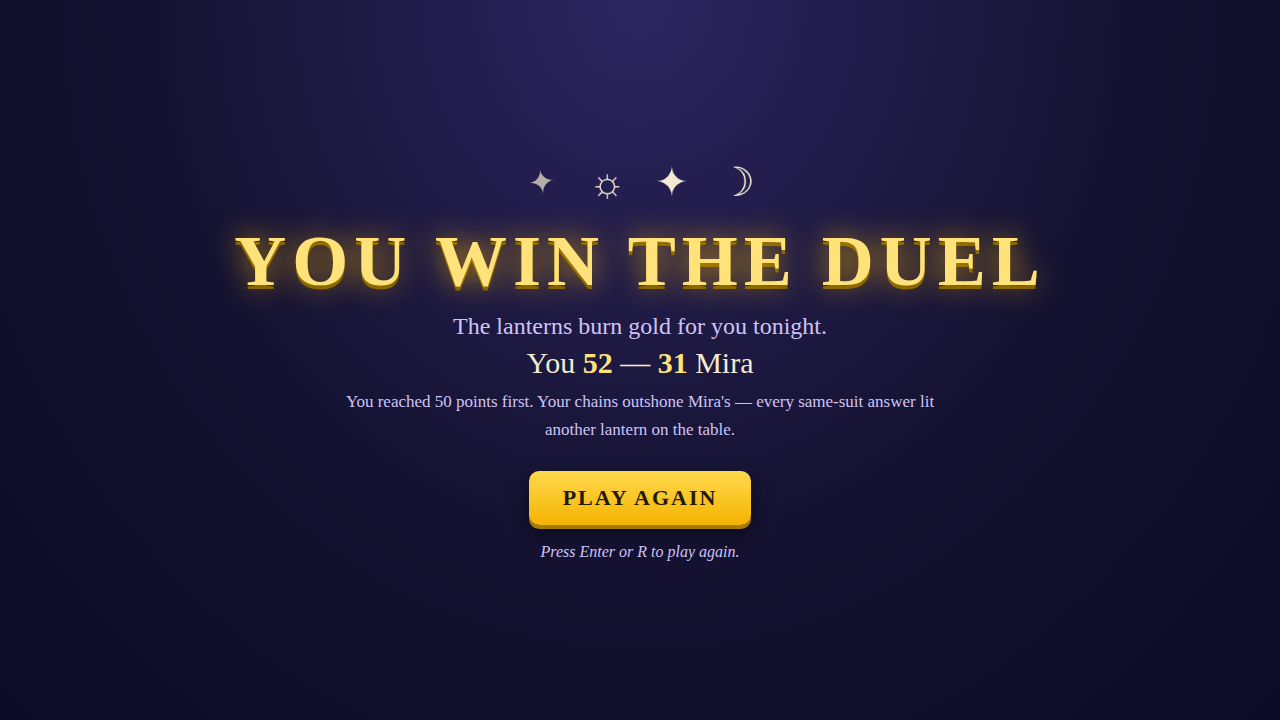 YOU WIN THE DUEL
The lanterns burn gold for you tonight.
You 52 — 31 Mira
You reached 50 points first. Your chains outshone Mira's — every same-suit answer lit
another lantern on the table.
PLAY AGAIN
Press Enter or R to play again.